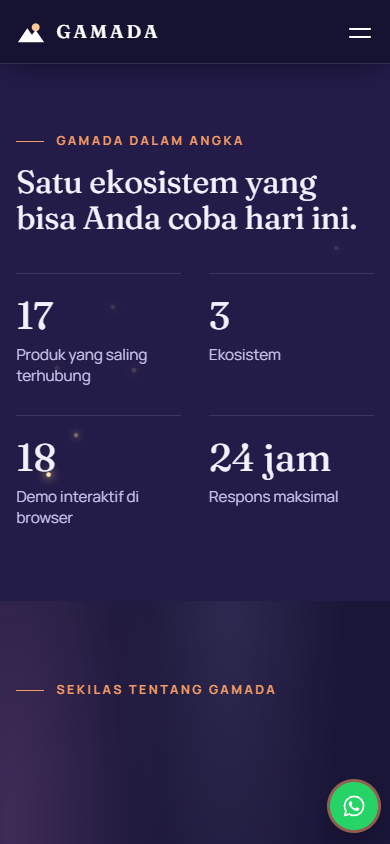 GAMADA
GAMADA DALAM ANGKA
Satu ekosistem yang
bisa Anda coba hari ini.
17
Produk yang saling
terhubung
3
Ekosistem
18
Demo interaktif di
browser
24 jam
Respons maksimal
SEKILAS TENTANG GAMADA